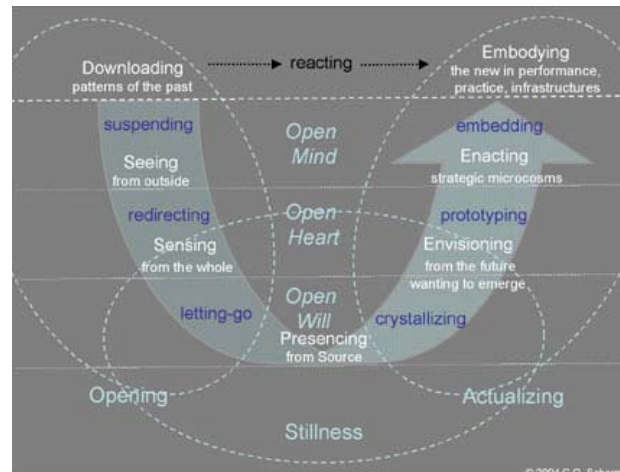 Downloading
patterns of the past
reacting
Embodying
the new in performance,
practice, infrastructures
suspending
Open
Mind
embedding
Seeing
from outside
Enacting
strategic microcosms
redirecting
Open
Heart
prototyping
Sensing
from the whole
Envisioning
from the future
wanting to emerge
letting-go
Open
Will
crystallizing
Presencing
from Source
Opening
Actualizing
Stillness